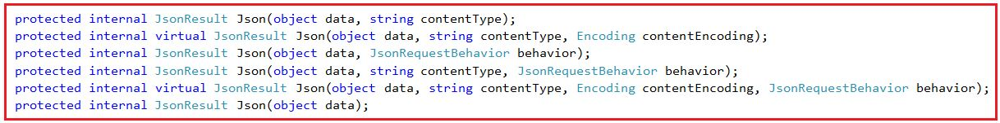 protected internal JsonResult Json(object data, string contentType);
protected internal virtual JsonResult Json(object data, string contentType, Encoding contentEncoding);
protected internal JsonResult Json(object data, JsonRequestBehavior behavior);
protected internal JsonResult Json(object data, string contentType, JsonRequestBehavior behavior);
protected internal virtual JsonResult Json(object data, string contentType, Encoding contentEncoding, JsonRequestBehavior behavior);
protected internal JsonResult Json(object data);